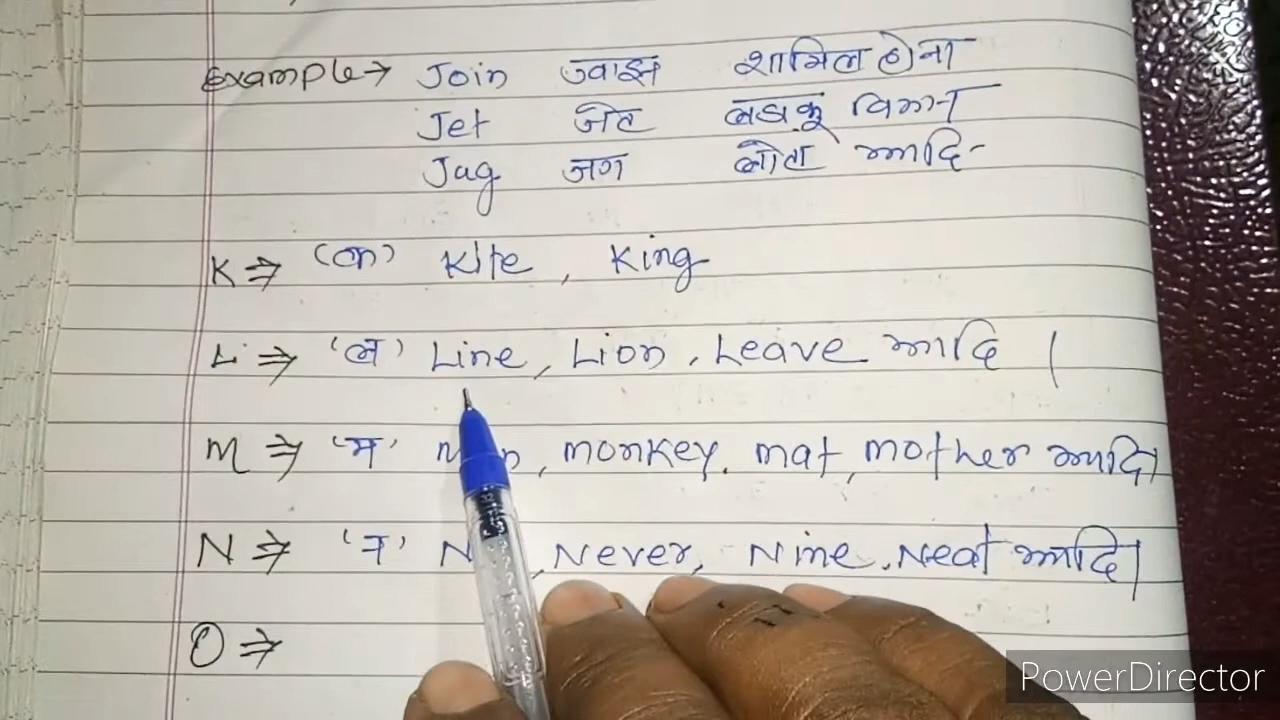 Example→ Join ज्वाइन शामिल होना
Jet जेट लडाकू विमान
Jag जग लोटा आदि-
K⇒ (क) Kite, King
L⇒ 'ल' Line, Lion, Leave आदि |
M⇒ 'म' monkey, mat, mother आदि।
N⇒ 'न' Never, Nine, Neat आदि|
O⇒
PowerDirector